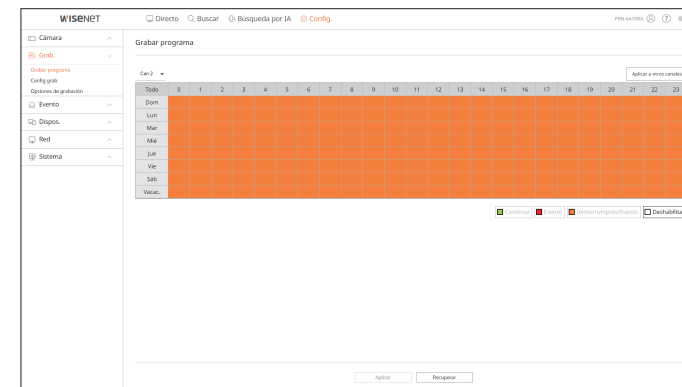 WISENET
Directo Buscar Búsqueda por IA Config.
PRN-6410B4
Cámara
Grab.
Grabar programa
Config grab
Opciones de grabación
Evento
Dispos.
Red
Sistema
Grabar programa
Can 2
Aplicar a otros canales
Todo 0 1 2 3 4 5 6 7 8 9 10 11 12 13 14 15 16 17 18 19 20 21 22 23
Dom
Lun
Mar
Mié
Jue
Vie
Sáb
Vacac.
Continua Evento Ininterrumpido/Evento Deshabilita
Aplicar Recuperar